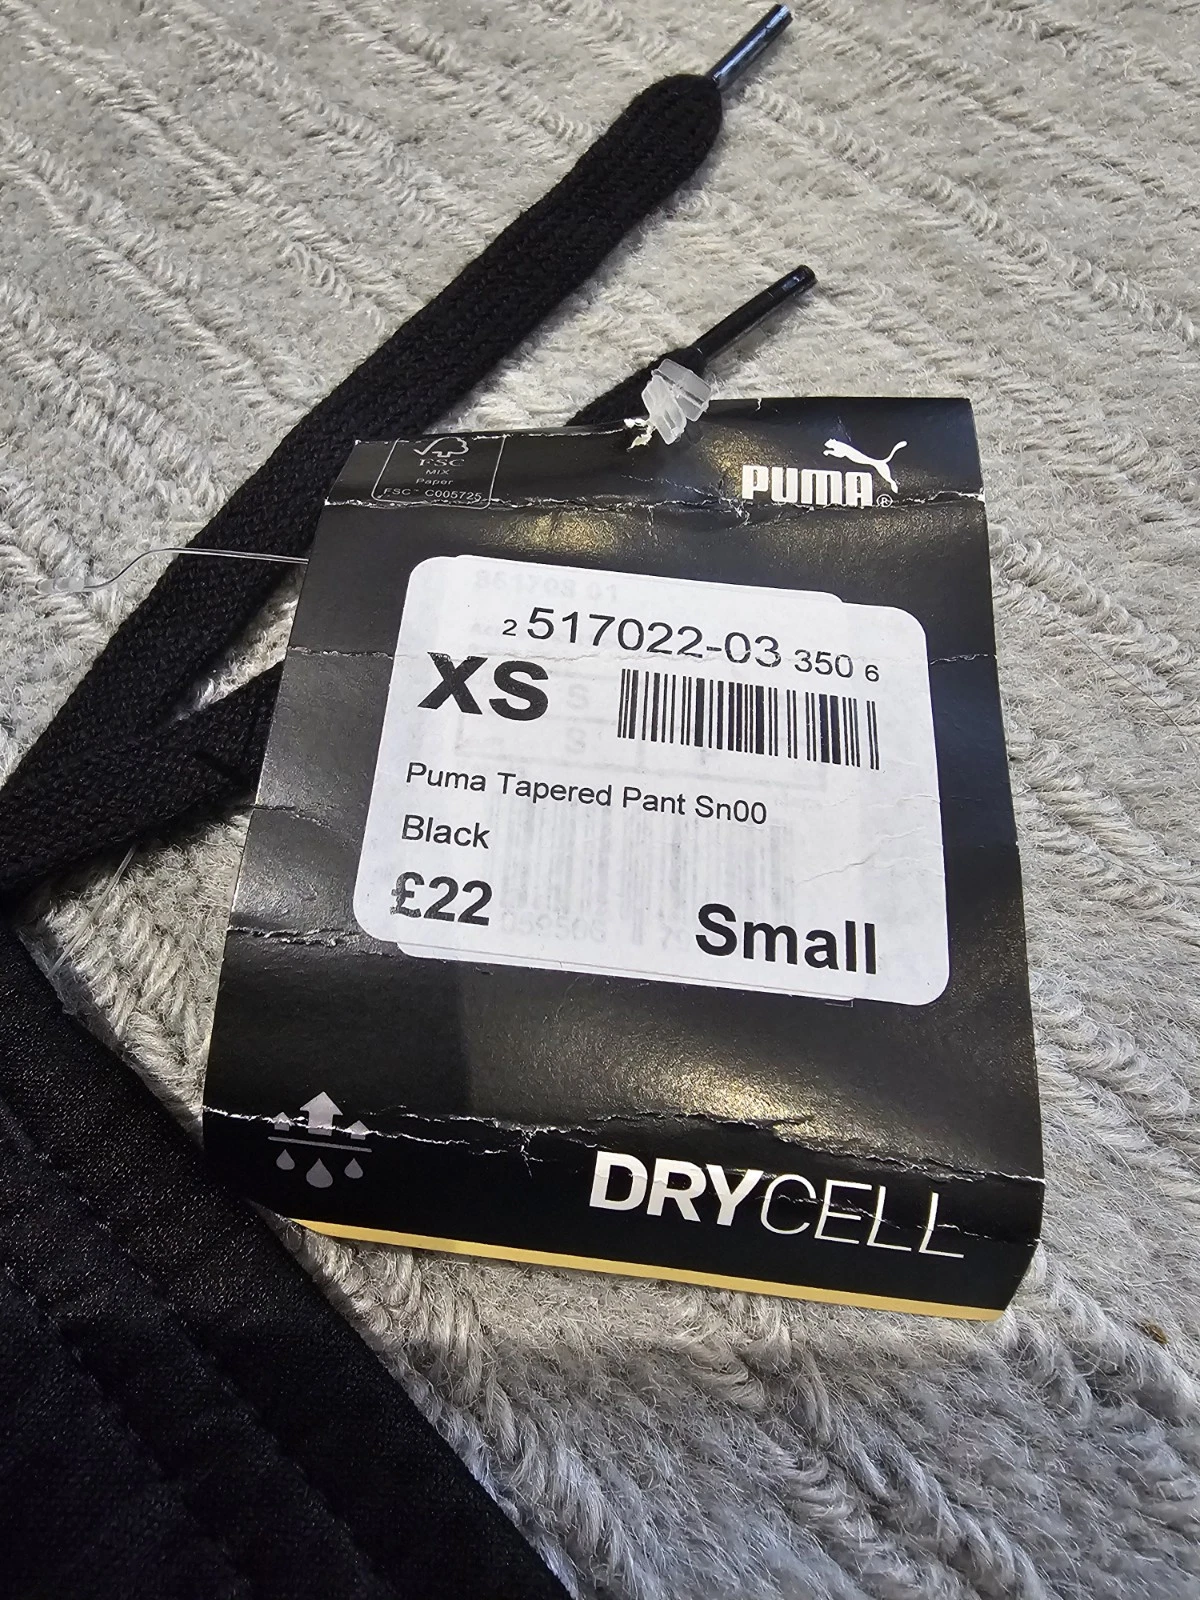 FSC
MIX
Paper
FSC™ C005725
PUMA®
2 517022-03 350 6
XS
Puma Tapered Pant Sn00
Black
£22
Small
DRYCELL